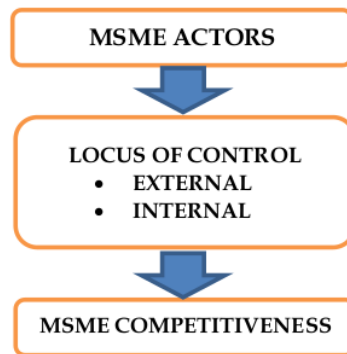 MSME ACTORS
LOCUS OF CONTROL
• EXTERNAL
• INTERNAL
MSME COMPETITIVENESS